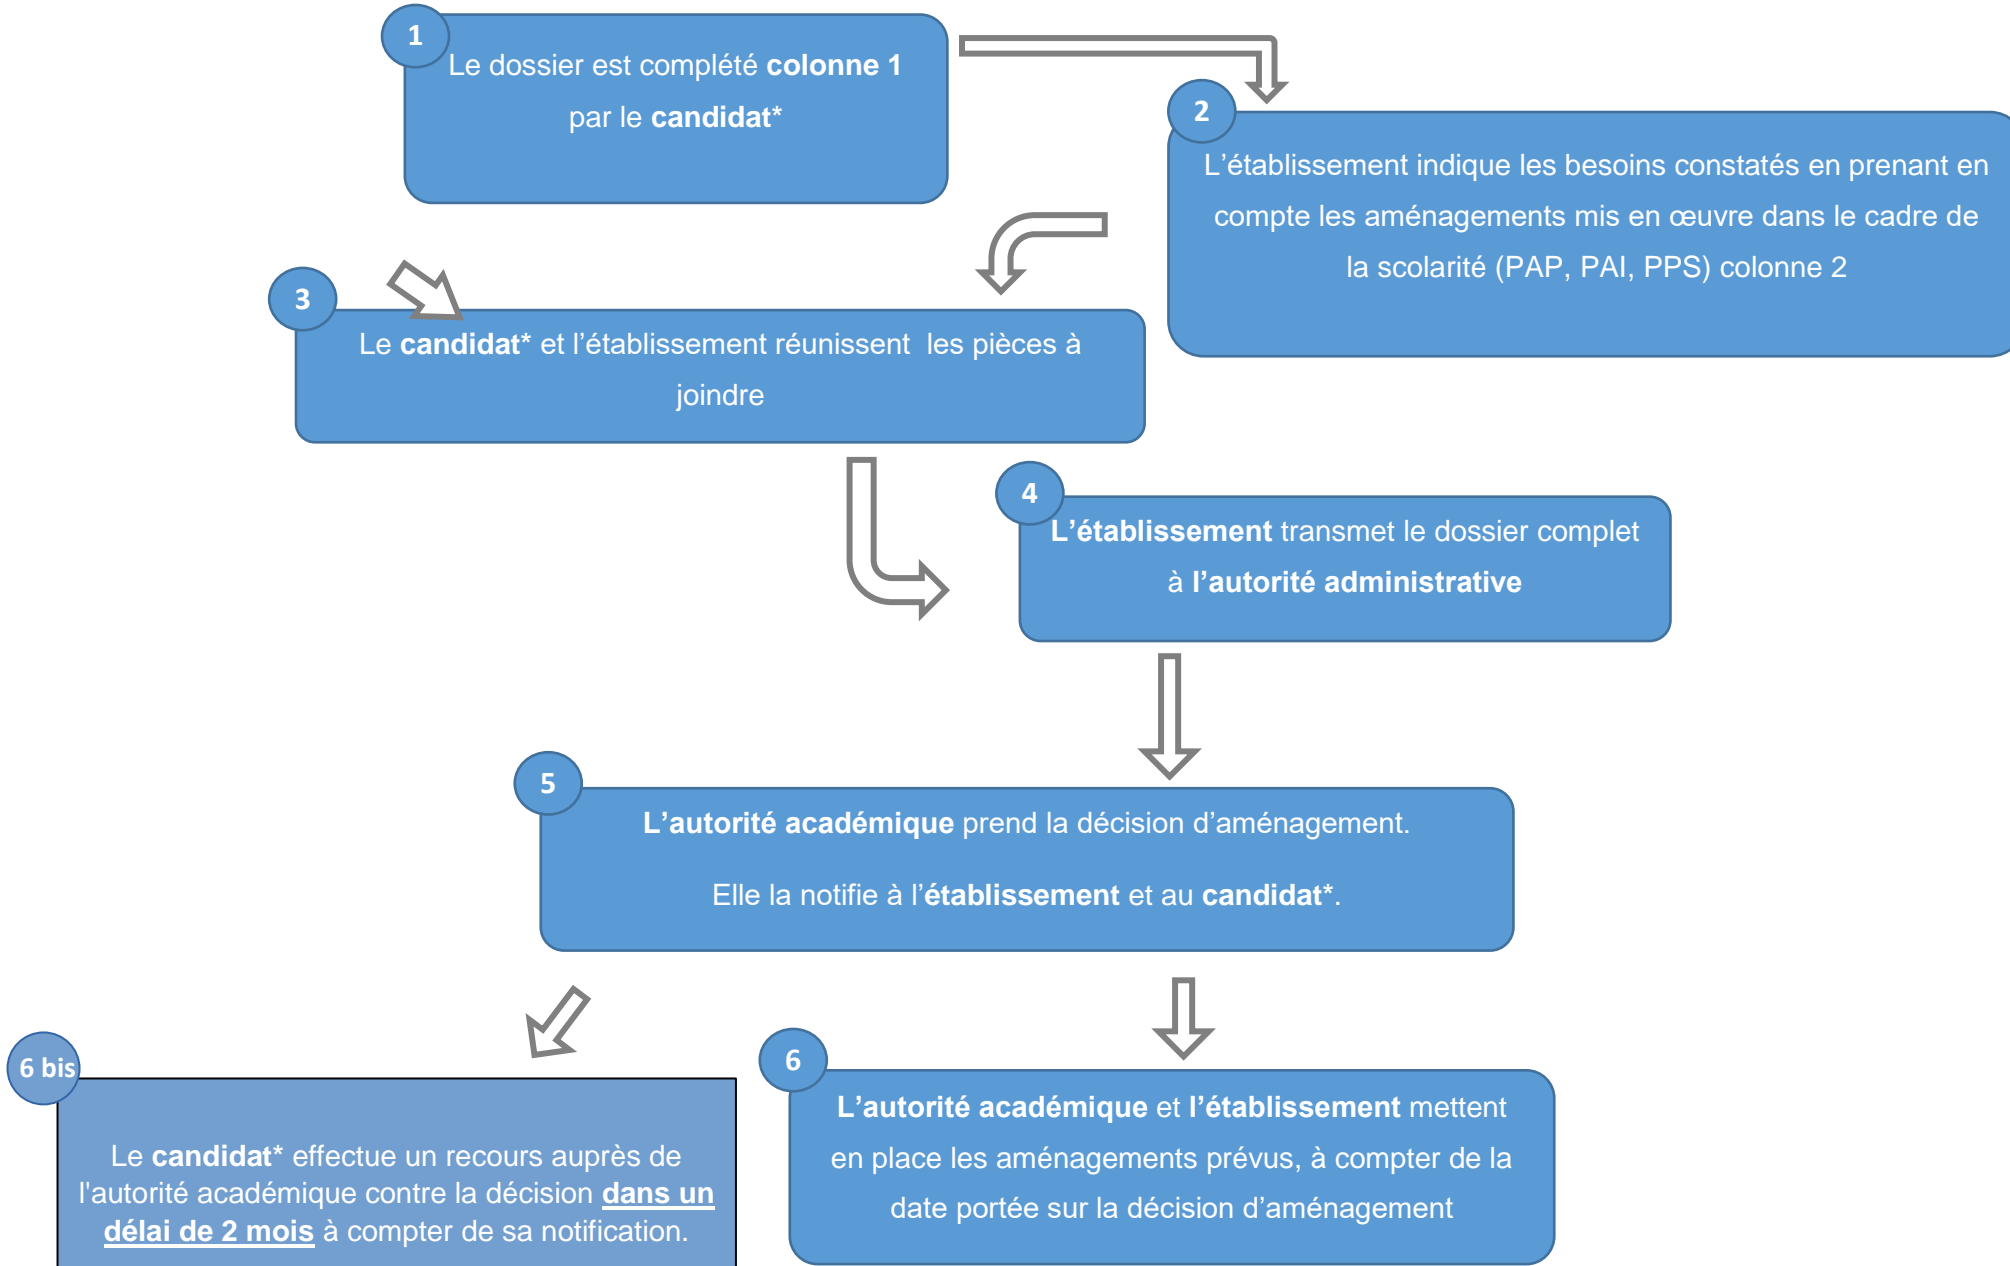 1
Le dossier est complété colonne 1
par le candidat*
2
L’établissement indique les besoins constatés en prenant en
compte les aménagements mis en œuvre dans le cadre de
la scolarité (PAP, PAI, PPS) colonne 2
3
Le candidat* et l’établissement réunissent  les pièces à
joindre
4
L’établissement transmet le dossier complet
à l’autorité administrative
5
L’autorité académique prend la décision d’aménagement.
Elle la notifie à l’établissement et au candidat*.
6 bis
Le candidat* effectue un recours auprès de
l'autorité académique contre la décision dans un
délai de 2 mois à compter de sa notification.
6
L’autorité académique et l’établissement mettent
en place les aménagements prévus, à compter de la
date portée sur la décision d’aménagement